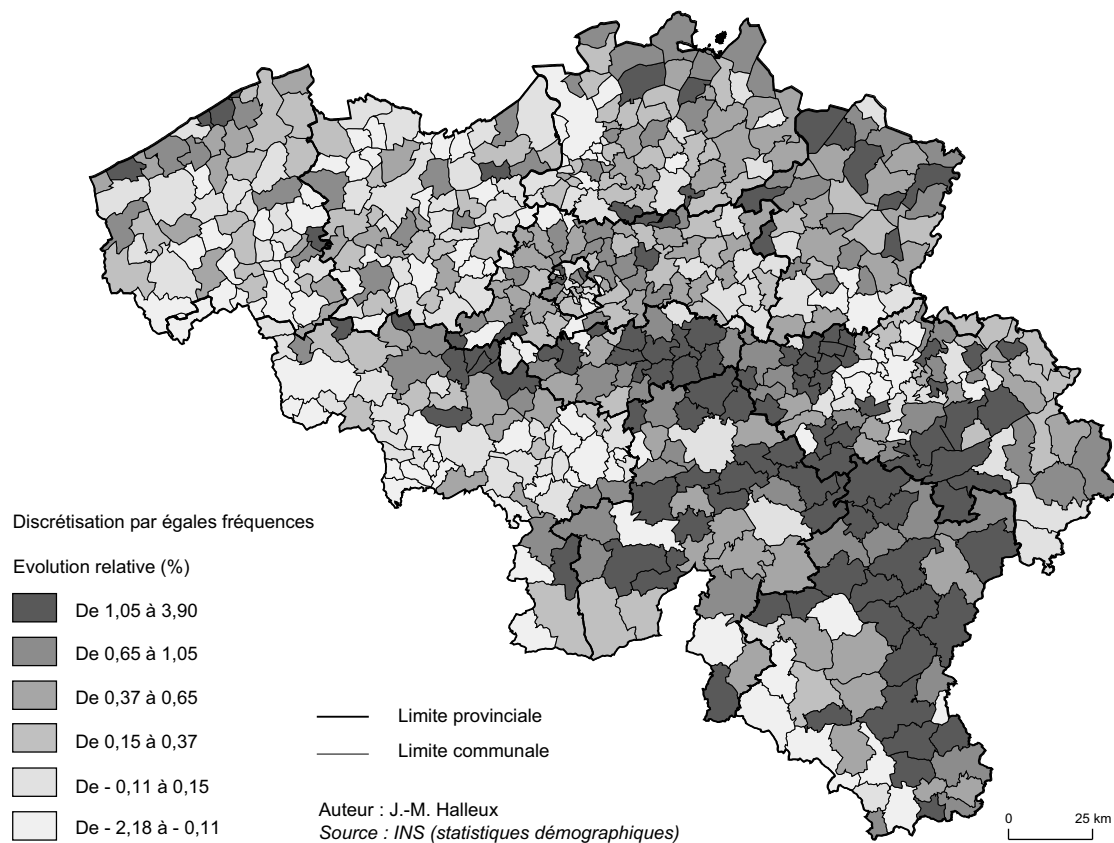 Discrétisation par égales fréquences
Evolution relative (%)
De 1,05 à 3,90
De 0,65 à 1,05
De 0,37 à 0,65
De 0,15 à 0,37
De - 0,11 à 0,15
De - 2,18 à - 0,11
Limite provinciale
Limite communale
Auteur : J.-M. Halleux
Source : INS (statistiques démographiques)
0 25 km